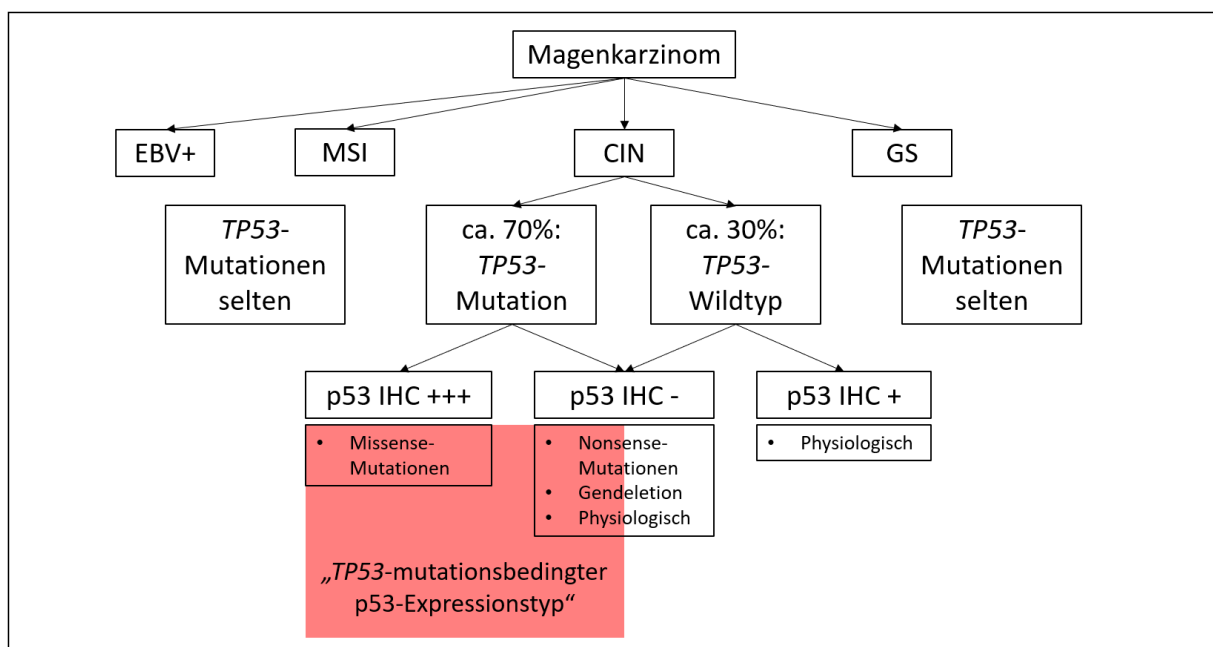 Magenkarzinom
EBV+
MSI
CIN
GS
TP53-
Mutationen
selten
ca. 70%:
TP53-
Mutation
ca. 30%:
TP53-
Wildtyp
TP53-
Mutationen
selten
p53 IHC +++
p53 IHC -
p53 IHC +
• Missense-
Mutationen
• Nonsense-
Mutationen
• Gendeletion
• Physiologisch
• Physiologisch
„TP53-mutationsbedingter
p53-Expressionstyp“